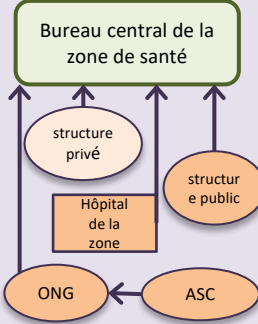 Bureau central de la
zone de santé
structure
privé
structur
e public
Hôpital
de la
zone
ONG
ASC